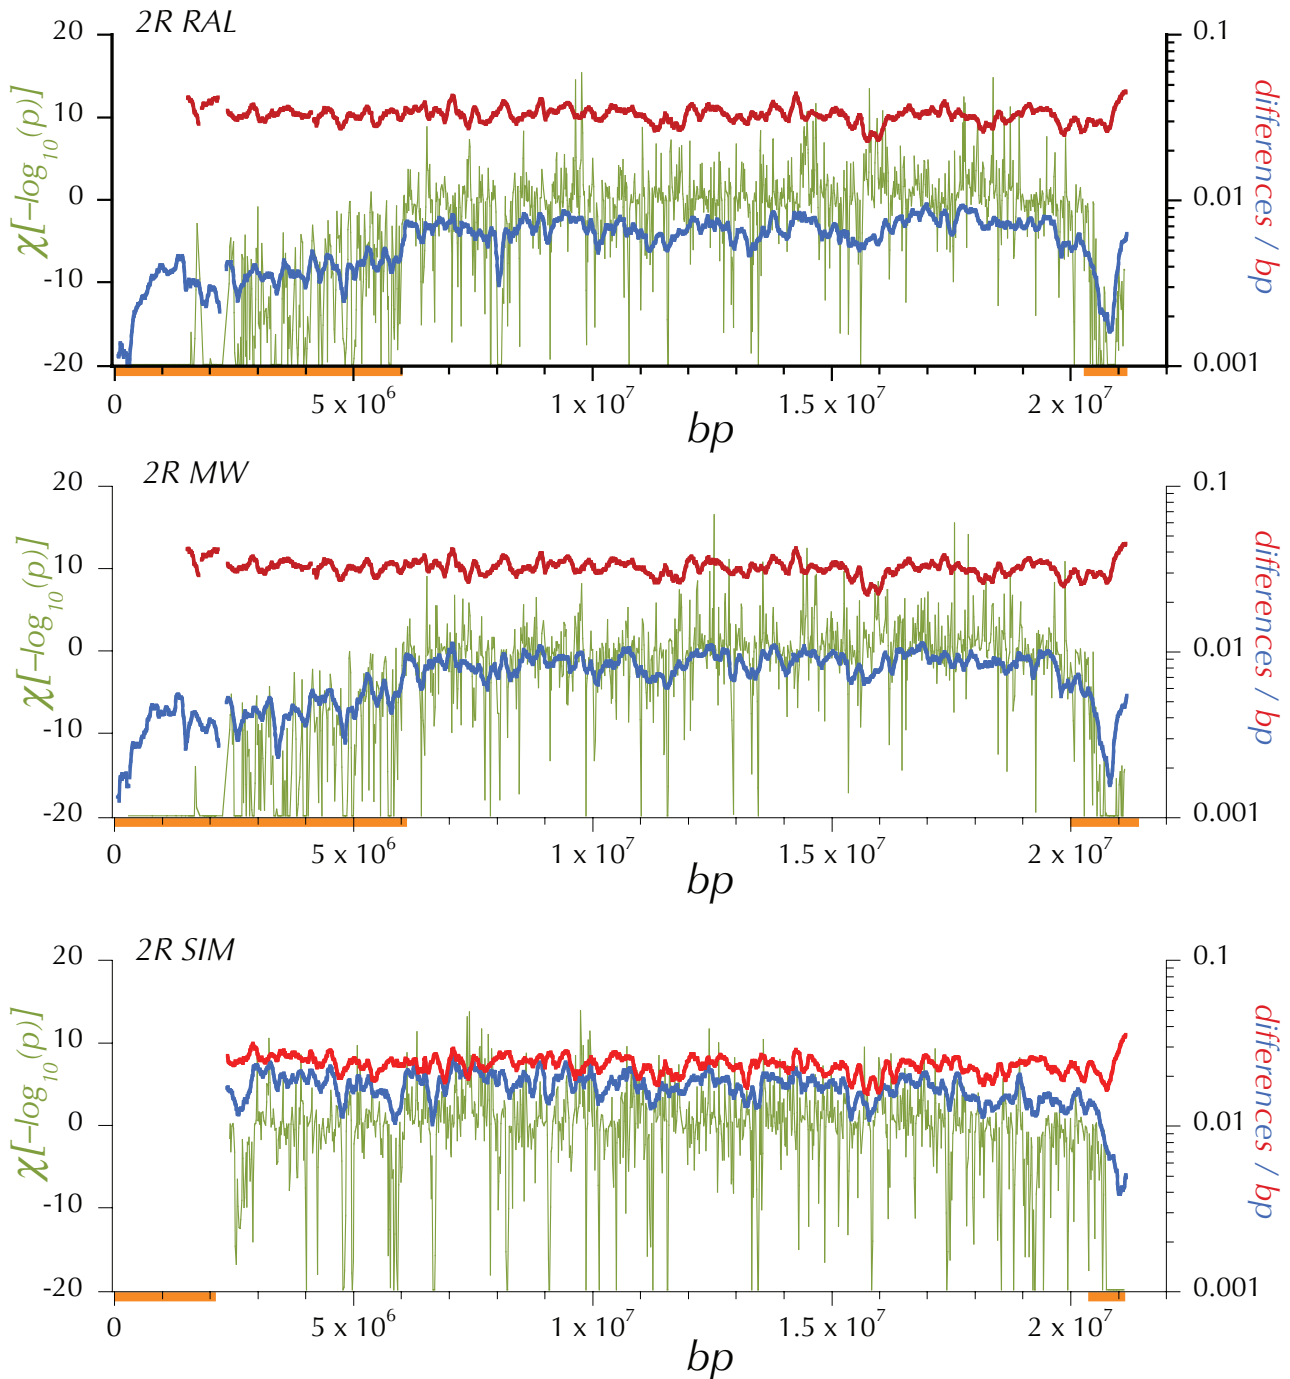 2R RAL
20
10
0
-10
-20
χ[-log10(p)]
0.1
0.01
0.001
differences / bp
0
5 x 10^6
1 x 10^7
1.5 x 10^7
2 x 10^7
bp
2R MW
20
10
0
-10
-20
χ[-log10(p)]
0.1
0.01
0.001
differences / bp
0
5 x 10^6
1 x 10^7
1.5 x 10^7
2 x 10^7
bp
2R SIM
20
10
0
-10
-20
χ[-log10(p)]
0.1
0.01
0.001
differences / bp
0
5 x 10^6
1 x 10^7
1.5 x 10^7
2 x 10^7
bp